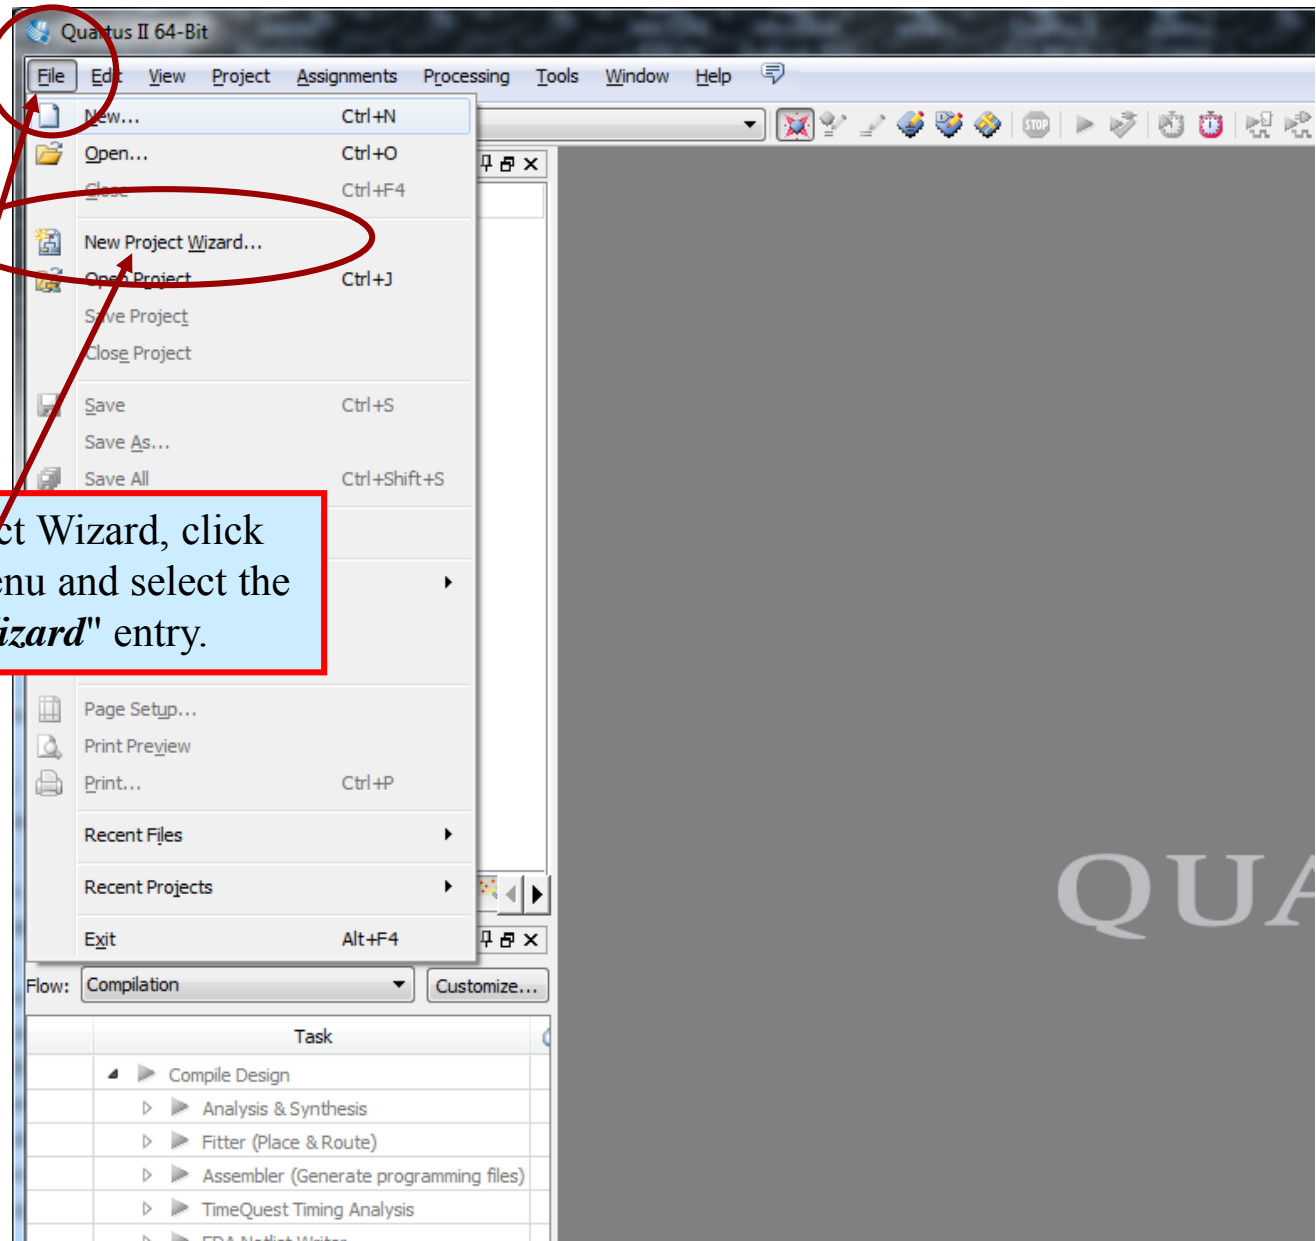 Quartus II 64-Bit
File Edit View Project Assignments Processing Tools Window Help
New... Ctrl+N
Open... Ctrl+O
Close Ctrl+F4
New Project Wizard...
Open Project... Ctrl+J
Save Project
Close Project
Save Ctrl+S
Save As...
Save All Ctrl+Shift+S
ct Wizard, click
enu and select the
izard" entry.
Page Setup...
Print Preview
Print... Ctrl+P
Recent Files
Recent Projects
Exit Alt+F4
Flow: Compilation Customize...
Task
Compile Design
Analysis & Synthesis
Fitter (Place & Route)
Assembler (Generate programming files)
TimeQuest Timing Analysis
EDA Netlist Writer
STOP
QUA